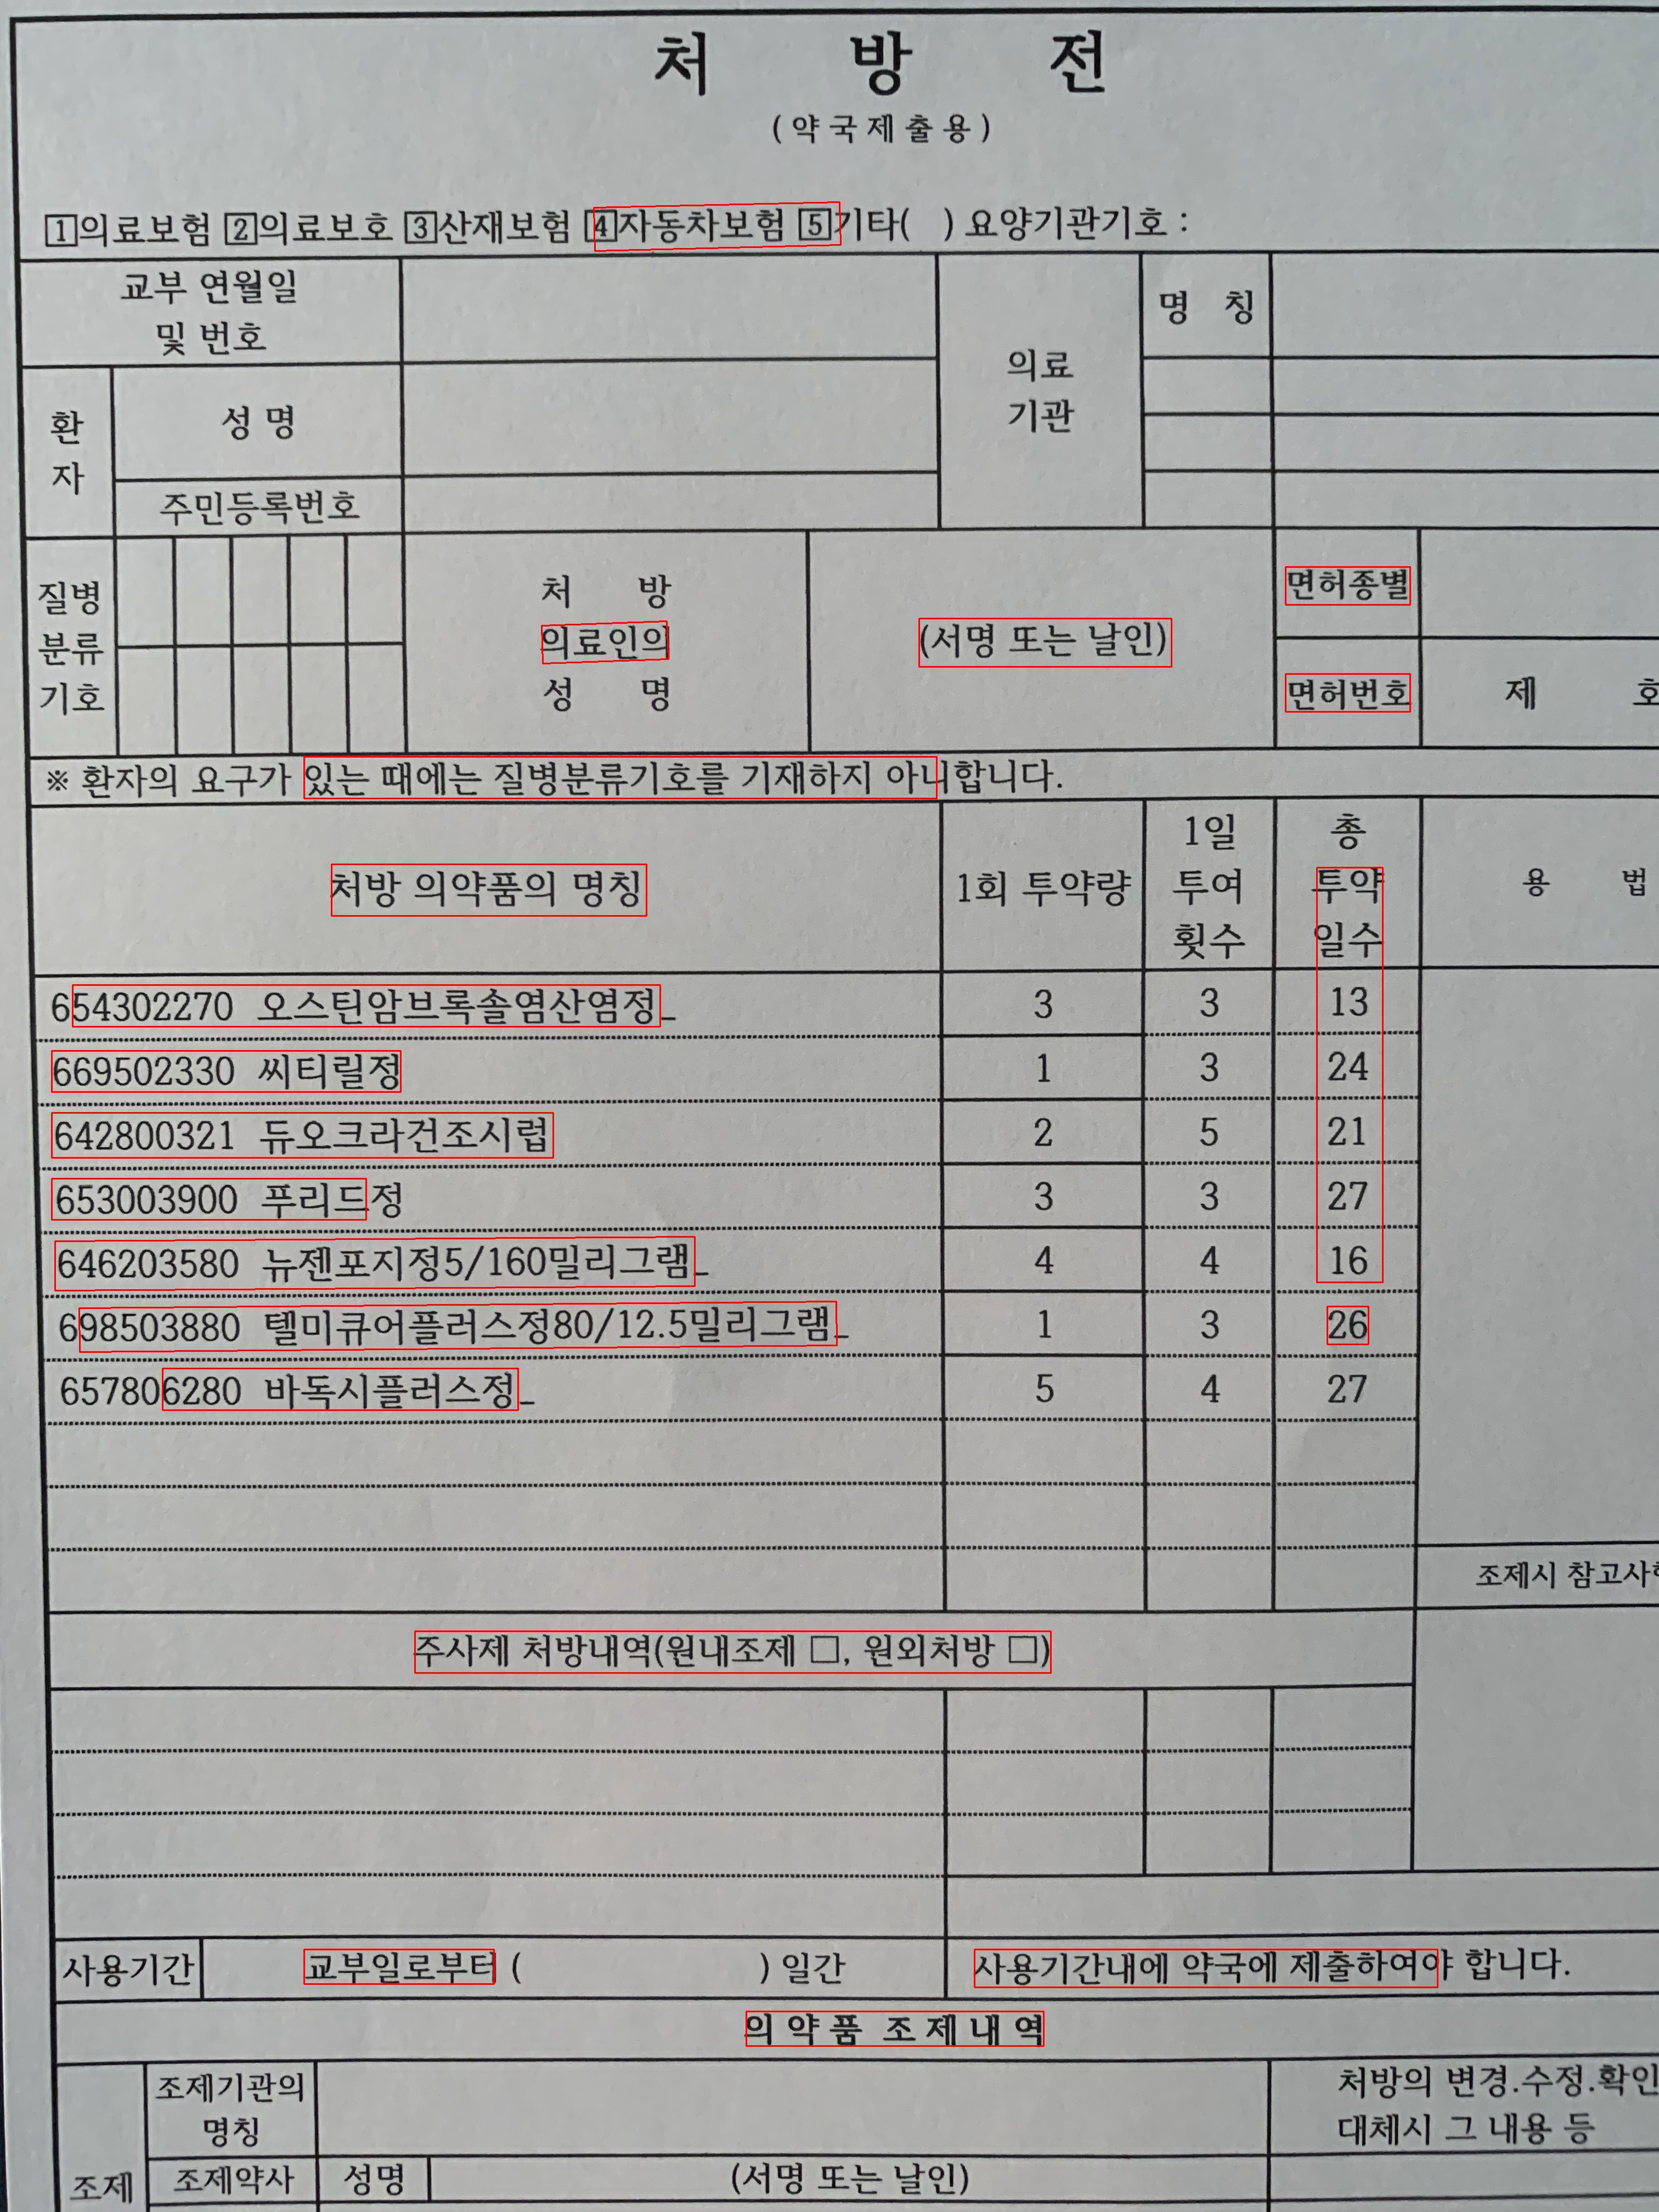 처 방 전
(약국제출용)
1의료보험 2의료보호 3산재보험 4자동차보험 5기타( ) 요양기관기호 :
교부 연월일
및 번호
의료
기관
명 칭
환
자
성 명
주민등록번호
질병
분류
기호
처 방
의료인의
성 명
(서명 또는 날인)
면허종별
면허번호
제 호
※ 환자의 요구가 있는 때에는 질병분류기호를 기재하지 아니합니다.
처방 의약품의 명칭
1회 투약량
1일
투여
횟수
총
투약
일수
용 법
654302270 오스틴암브록솔염산염정_ 3 3 13
669502330 씨티릴정 1 3 24
642800321 듀오크라건조시럽 2 5 21
653003900 푸리드정 3 3 27
646203580 뉴젠포지정5/160밀리그램_ 4 4 16
698503880 텔미큐어플러스정80/12.5밀리그램_ 1 3 26
657806280 바독시플러스정_ 5 4 27
조제시 참고사
주사제 처방내역(원내조제 □, 원외처방 □)
사용기간 교부일로부터 ( ) 일간 사용기간내에 약국에 제출하여야 합니다.
의 약 품 조 제 내 역
조제
조제기관의
명칭
처방의 변경.수정.확인
대체시 그 내용 등
조제약사 성명 (서명 또는 날인)